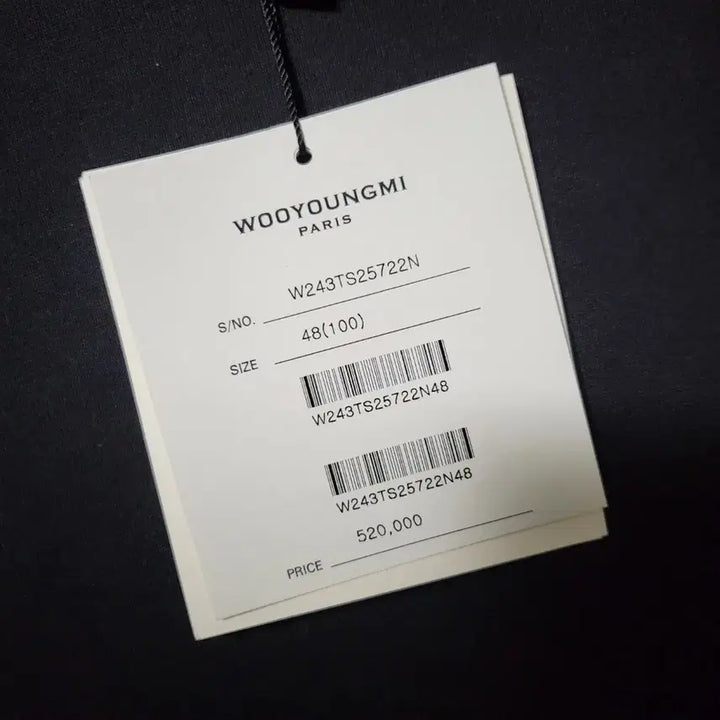 WOOYOUNGMI
PARIS
S/NO. W243TS25722N
SIZE 48(100)
W243TS25722N48
W243TS25722N48
PRICE 520,000